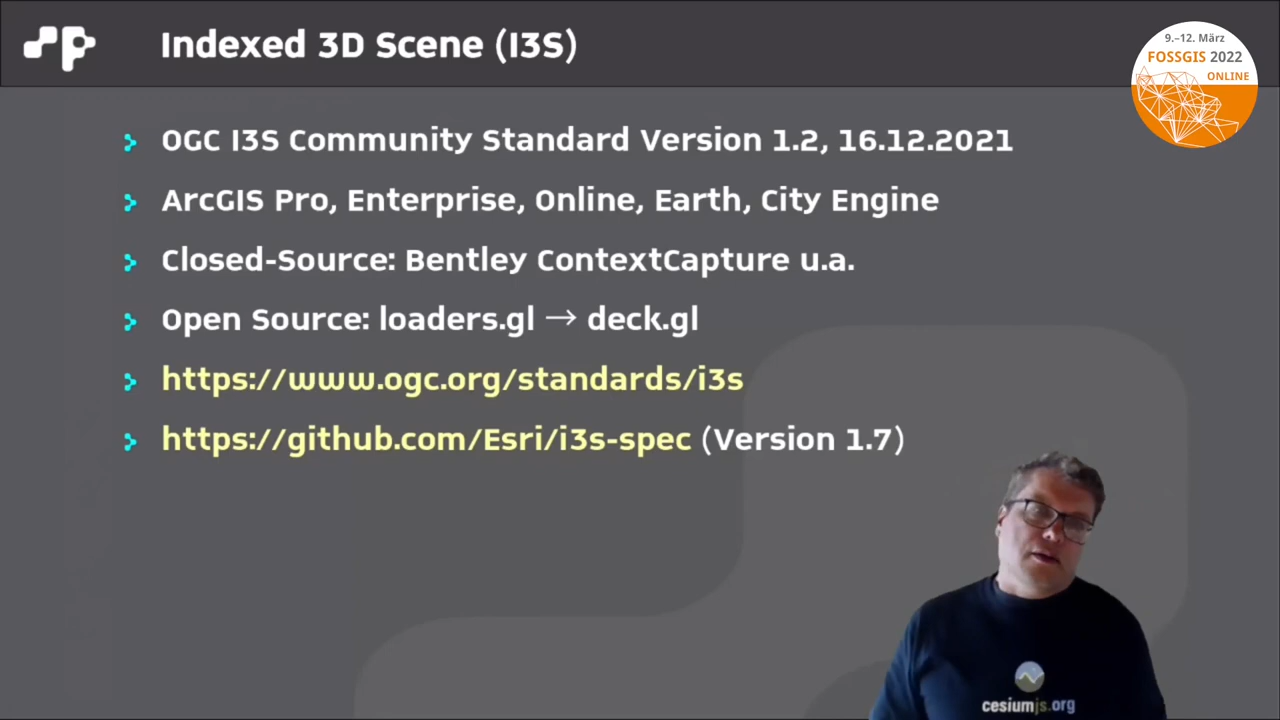 Indexed 3D Scene (I3S)
9.–12. März
FOSSGIS 2022
ONLINE
OGC I3S Community Standard Version 1.2, 16.12.2021
ArcGIS Pro, Enterprise, Online, Earth, City Engine
Closed-Source: Bentley ContextCapture u.a.
Open Source: loaders.gl → deck.gl
https://www.ogc.org/standards/i3s
https://github.com/Esri/i3s-spec (Version 1.7)
cesiumjs.org